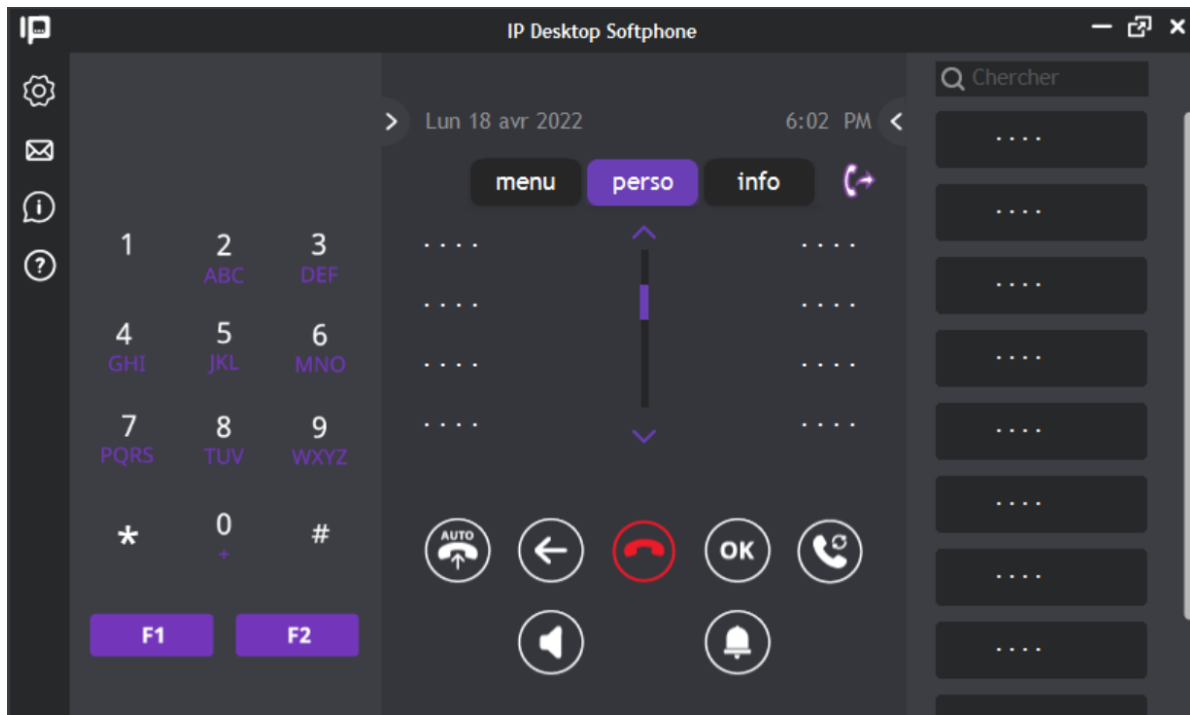 IP
IP Desktop Softphone
Chercher
Lun 18 avr 2022
6:02 PM
menu
perso
info
1
2
3
ABC
DEF
4
5
6
GHI
JKL
MNO
7
8
9
PQRS
TUV
WXYZ
*
0
#
+
F1
F2
. . . .
. . . .
. . . .
. . . .
. . . .
. . . .
. . . .
. . . .
AUTO
OK
. . . .
. . . .
. . . .
. . . .
. . . .
. . . .
. . . .
. . . .